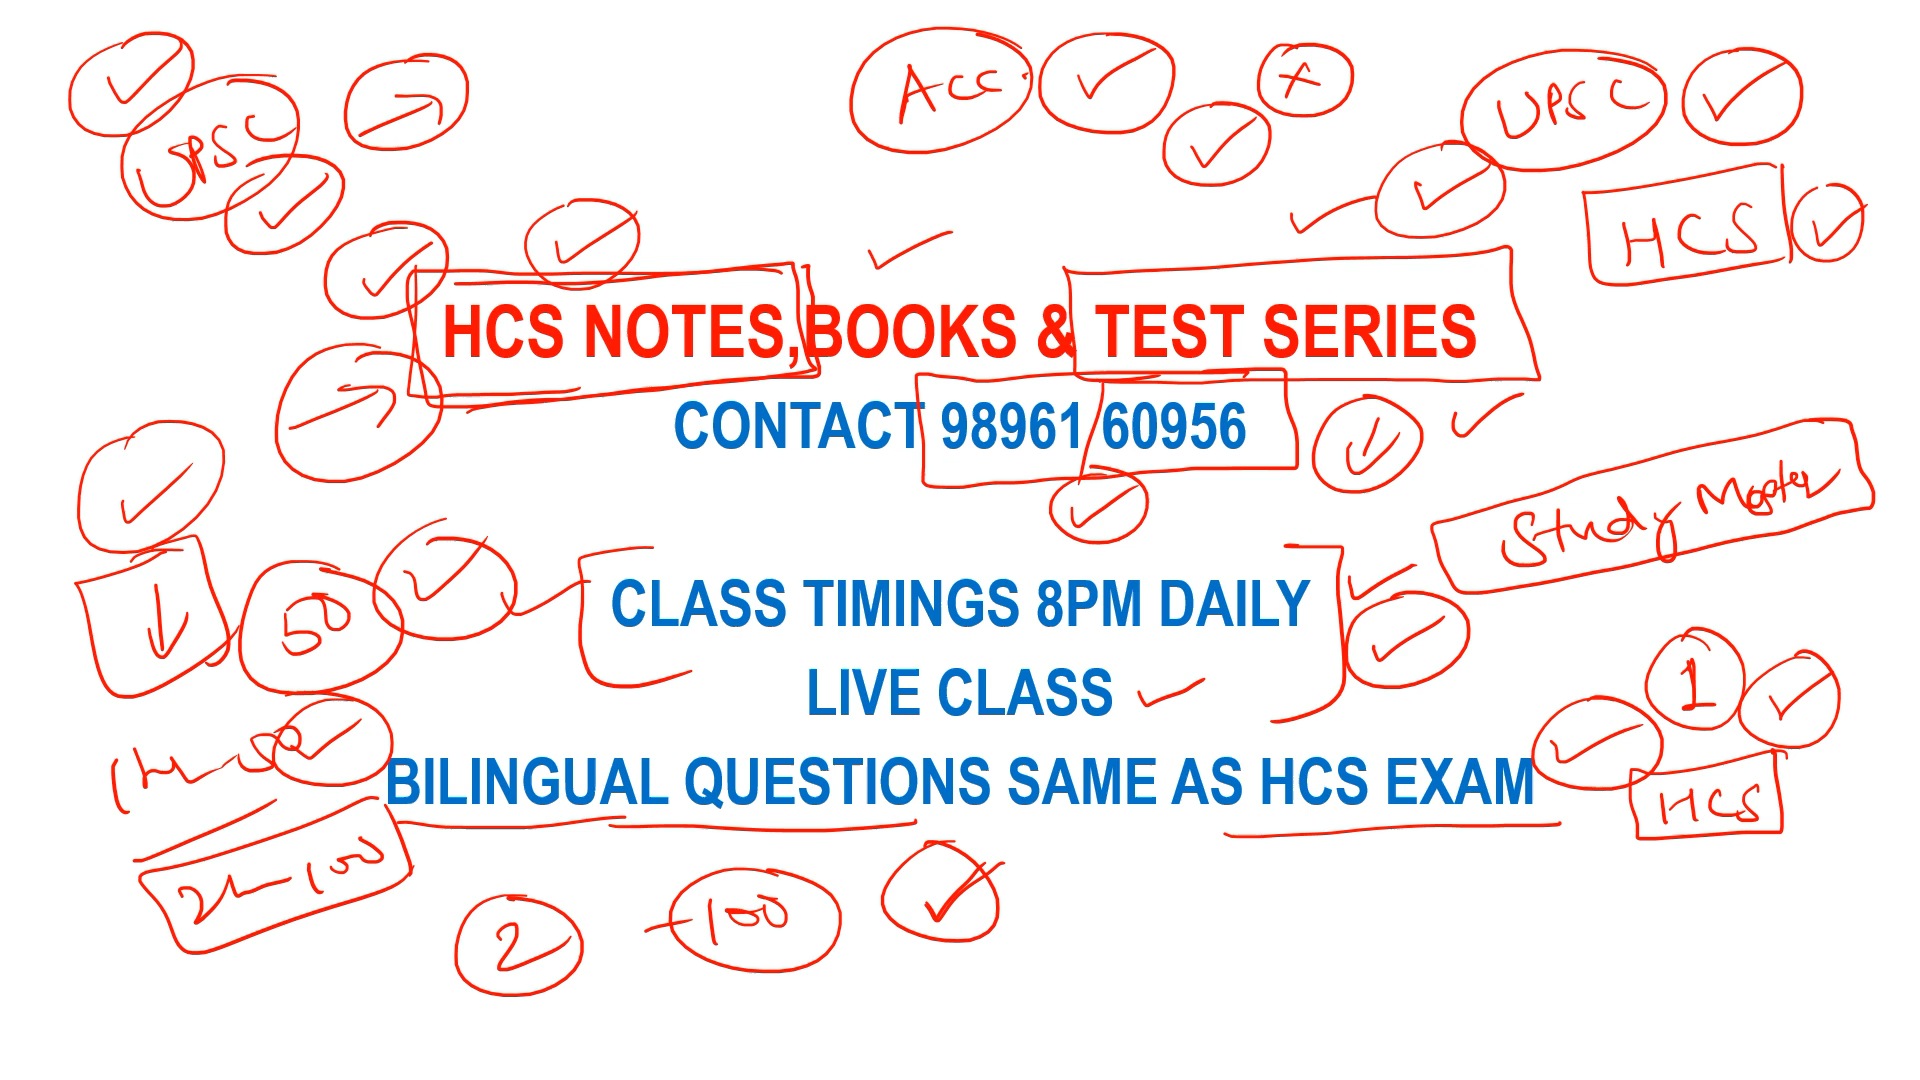 UPSC
Acc
UPSC
HCS
HCS NOTES,BOOKS & TEST SERIES
CONTACT 98961 60956
Study
50
CLASS TIMINGS 8PM DAILY
LIVE CLASS
1
BILINGUAL QUESTIONS SAME AS HCS EXAM
HCS
100
2